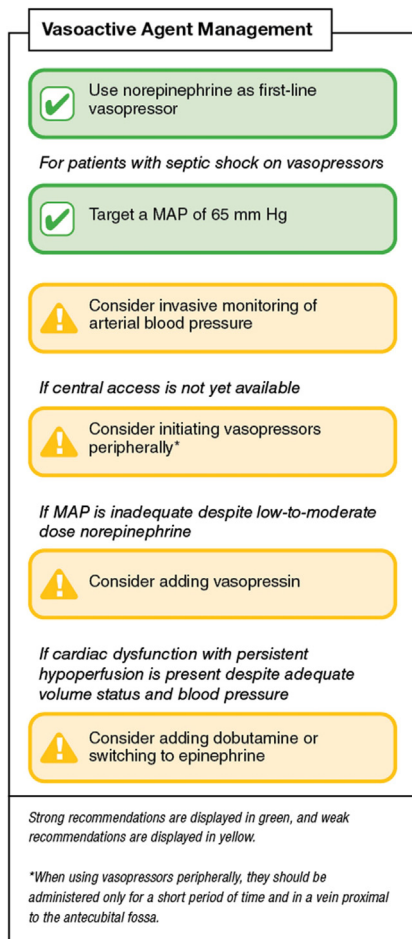 Vasoactive Agent Management
Use norepinephrine as first-line
vasopressor
For patients with septic shock on vasopressors
Target a MAP of 65 mm Hg
Consider invasive monitoring of
arterial blood pressure
If central access is not yet available
Consider initiating vasopressors
peripherally*
If MAP is inadequate despite low-to-moderate
dose norepinephrine
Consider adding vasopressin
If cardiac dysfunction with persistent
hypoperfusion is present despite adequate
volume status and blood pressure
Consider adding dobutamine or
switching to epinephrine
Strong recommendations are displayed in green, and weak
recommendations are displayed in yellow.
*When using vasopressors peripherally, they should be
administered only for a short period of time and in a vein proximal
to the antecubital fossa.